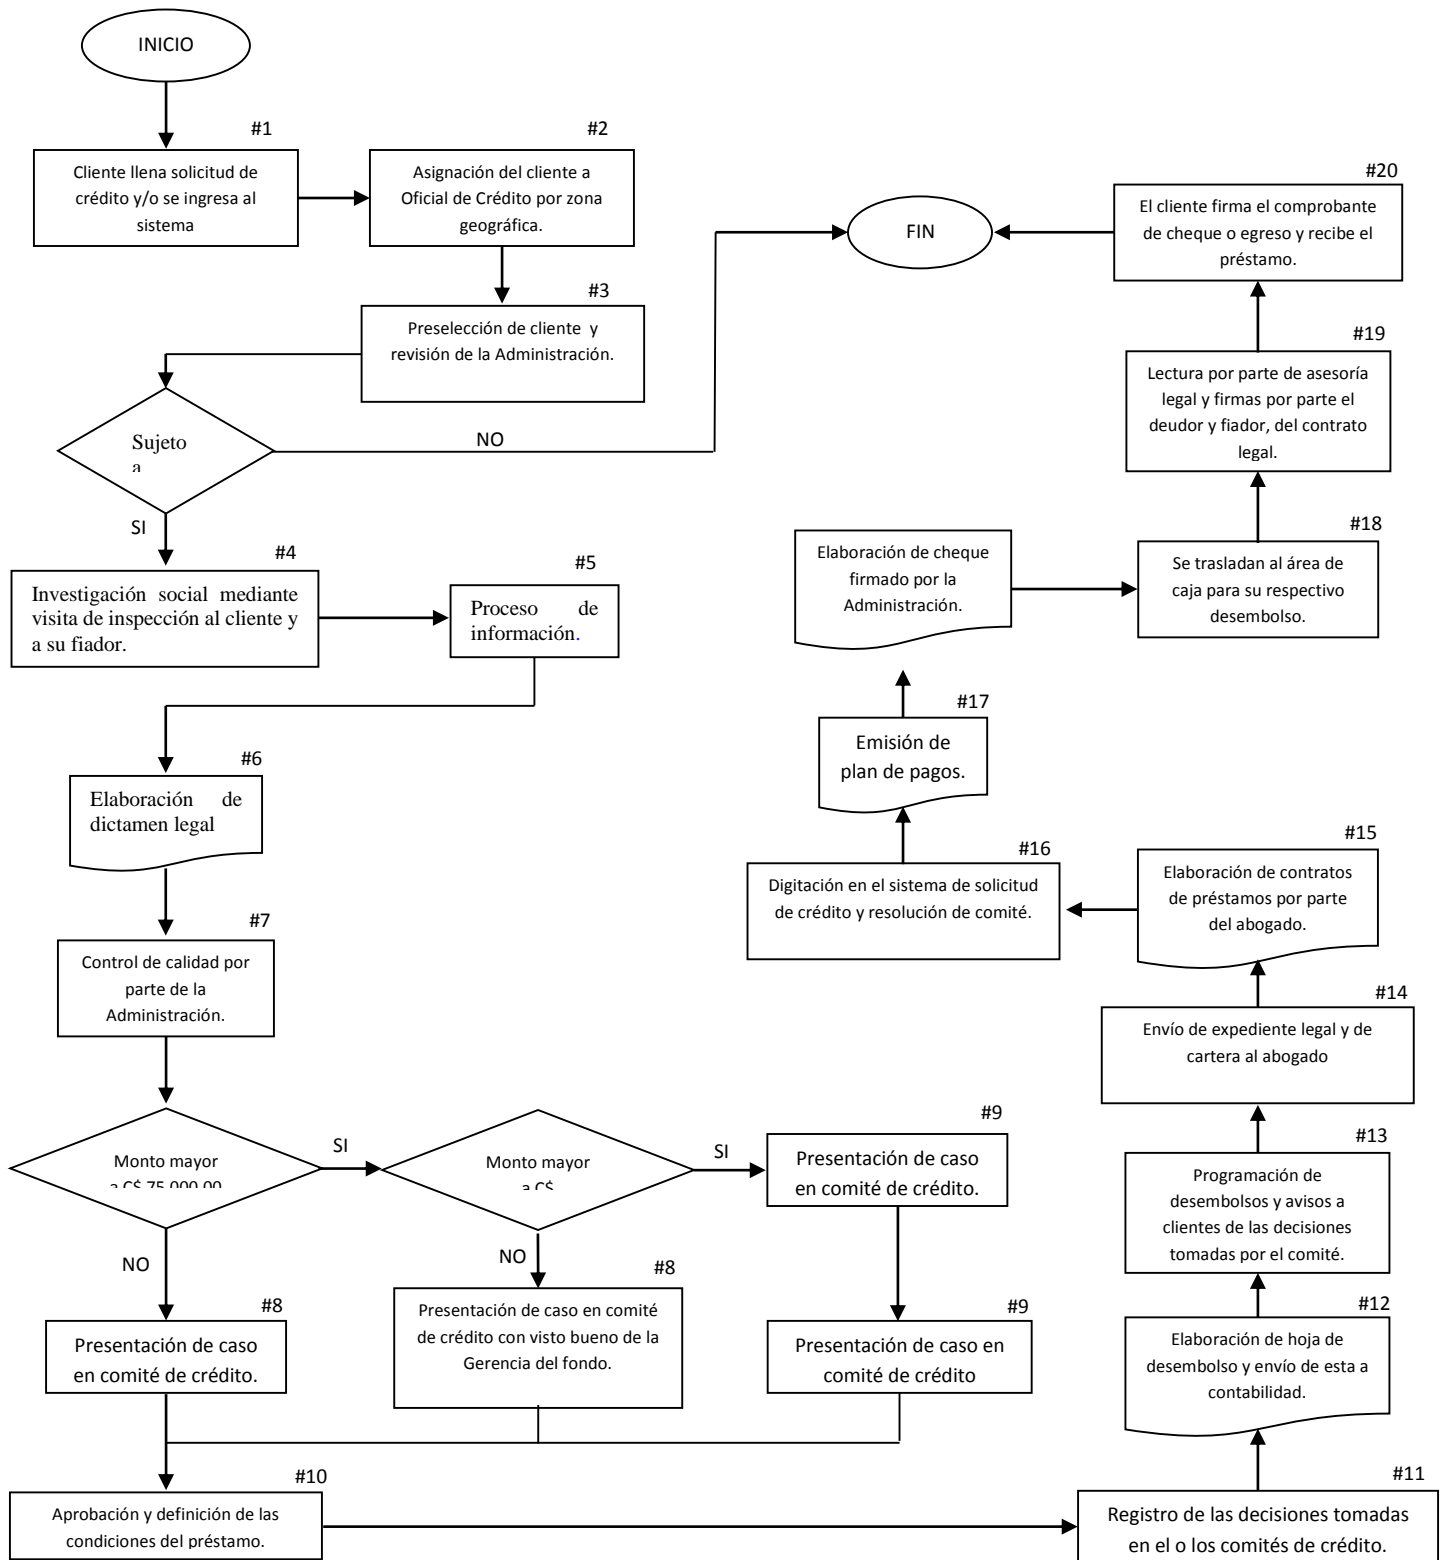 INICIO
#1
Cliente llena solicitud de
crédito y/o se ingresa al
sistema
#2
Asignación del cliente a
Oficial de Crédito por zona
geográfica.
#3
Preselección de cliente y
revisión de la Administración.
Sujeto
a
NO
SI
FIN
#4
Investigación social mediante
visita de inspección al cliente y
a su fiador.
#5
Proceso de
información.
#6
Elaboración de
dictamen legal
#7
Control de calidad por
parte de la
Administración.
Monto mayor
a C$ 75,000.00
SI
NO
Monto mayor
a C$
SI
NO
#8
Presentación de caso
en comité de crédito.
#8
Presentación de caso en comité
de crédito con visto bueno de la
Gerencia del fondo.
#9
Presentación de caso
en comité de crédito.
#9
Presentación de caso en
comité de crédito
#10
Aprobación y definición de las
condiciones del préstamo.
#11
Registro de las decisiones tomadas
en el o los comités de crédito.
#12
Elaboración de hoja de
desembolso y envío de esta a
contabilidad.
#13
Programación de
desembolsos y avisos a
clientes de las decisiones
tomadas por el comité.
#14
Envío de expediente legal y de
cartera al abogado
#15
Elaboración de contratos
de préstamos por parte
del abogado.
#16
Digitación en el sistema de solicitud
de crédito y resolución de comité.
#17
Emisión de
plan de pagos.
Elaboración de cheque
firmado por la
Administración.
#18
Se trasladan al área de
caja para su respectivo
desembolso.
#19
Lectura por parte de asesoría
legal y firmas por parte el
deudor y fiador, del contrato
legal.
#20
El cliente firma el comprobante
de cheque o egreso y recibe el
préstamo.